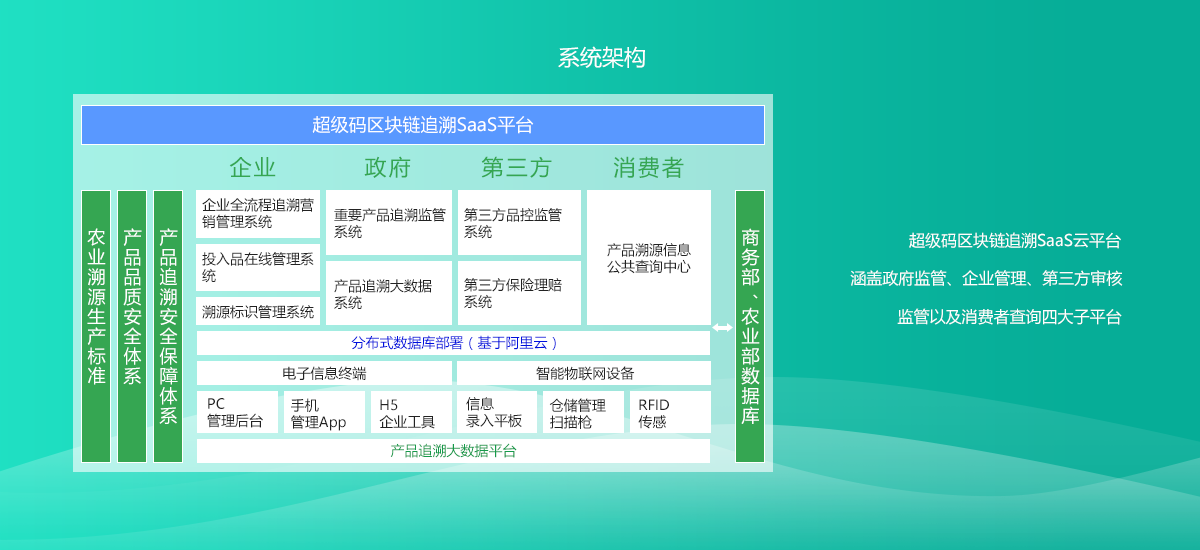 系统架构
超级码区块链追溯SaaS平台
企业
政府
第三方
消费者
农业溯源生产标准
产品品质安全体系
产品追溯安全保障体系
企业全流程追溯营
销管理系统
投入品在线管理系
统
溯源标识管理系统
重要产品追溯监管
系统
产品追溯大数据
系统
第三方品控监管
系统
第三方保险理赔
系统
产品溯源信息
公共查询中心
商务部、农业部数据库
分布式数据库部署（基于阿里云）
电子信息终端
智能物联网设备
PC
管理后台
手机
管理App
H5
企业工具
信息
录入平板
仓储管理
扫描枪
RFID
传感
产品追溯大数据平台
超级码区块链追溯SaaS云平台
涵盖政府监管、企业管理、第三方审核
监管以及消费者查询四大子平台